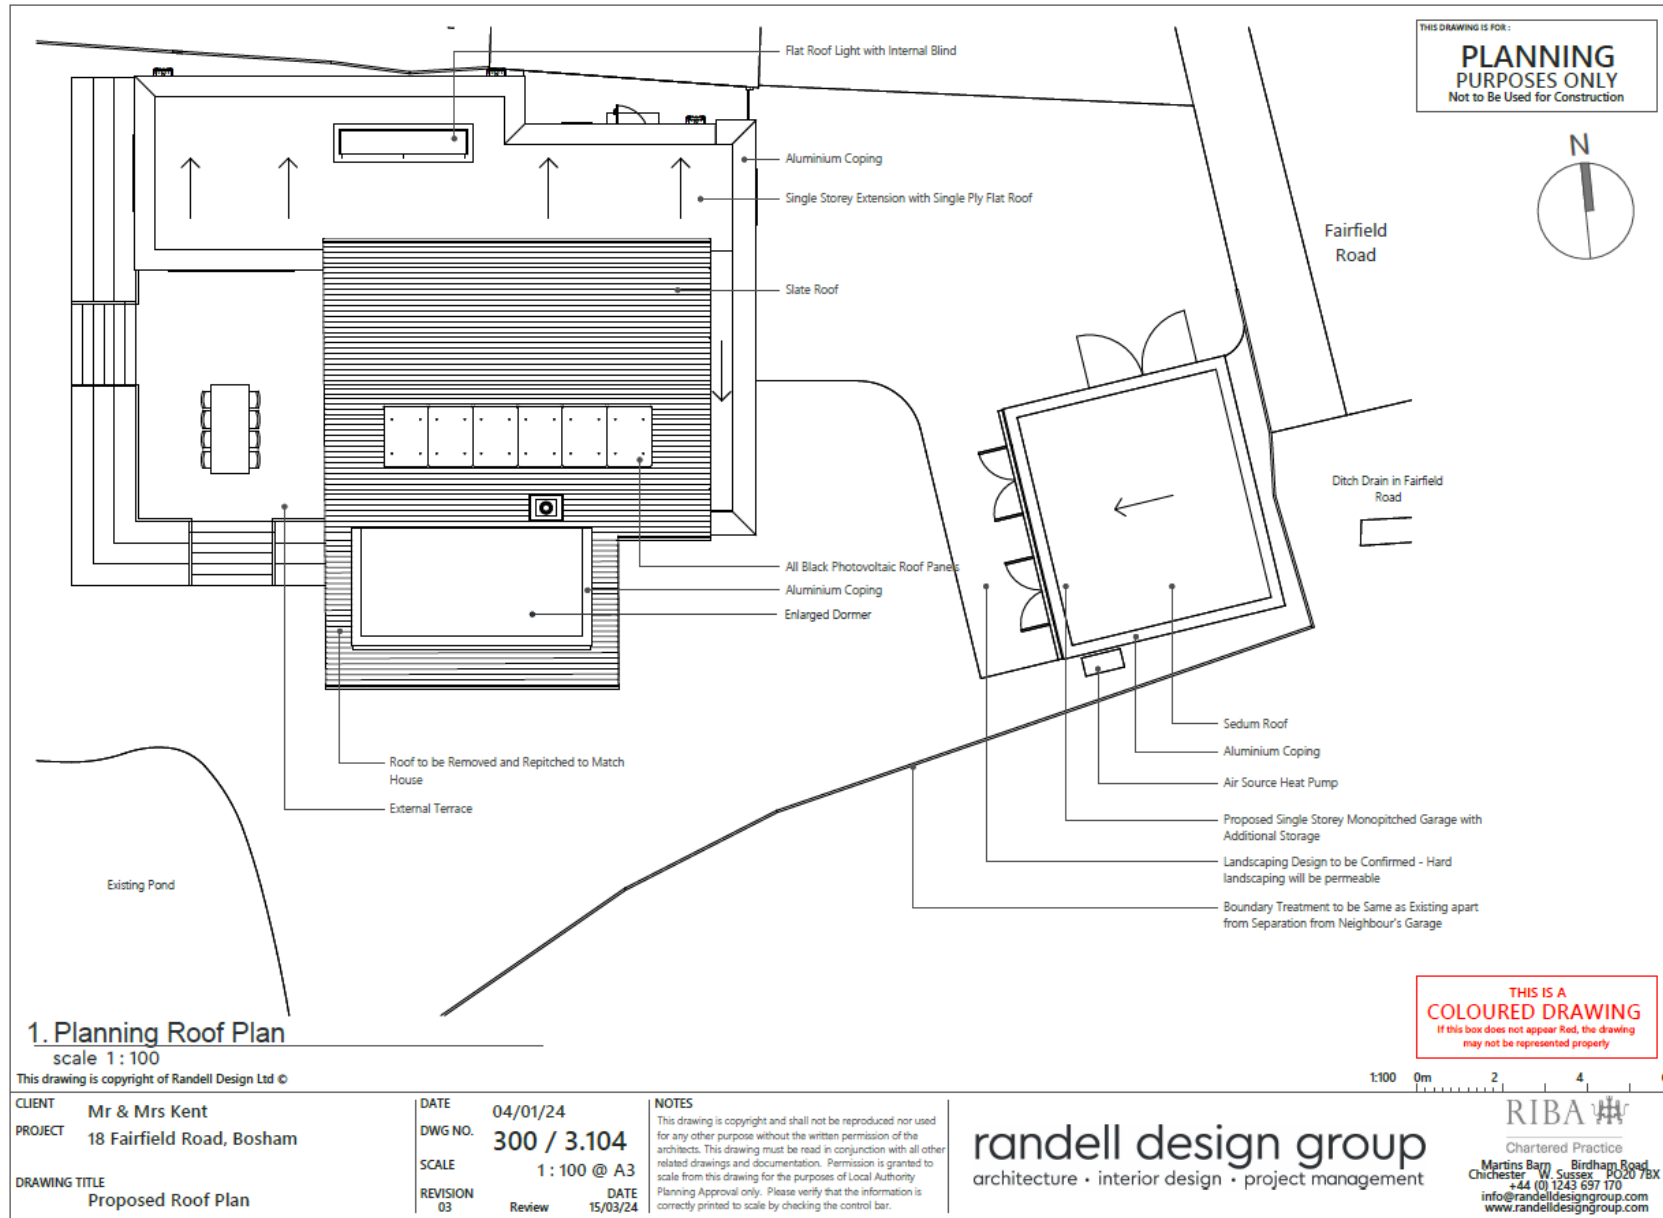 Flat Roof Light with Internal Blind
THIS DRAWING IS FOR :
PLANNING
PURPOSES ONLY
Not to Be Used for Construction
N
Aluminium Coping
Single Storey Extension with Single Ply Flat Roof
Fairfield
Road
Slate Roof
Ditch Drain in Fairfield
Road
All Black Photovoltaic Roof Panels
Aluminium Coping
Enlarged Dormer
Sedum Roof
Aluminium Coping
Air Source Heat Pump
Proposed Single Storey Monopitched Garage with
Additional Storage
Landscaping Design to be Confirmed - Hard
landscaping will be permeable
Boundary Treatment to be Same as Existing apart
from Separation from Neighbour's Garage
Roof to be Removed and Repitched to Match
House
External Terrace
Existing Pond
THIS IS A
COLOURED DRAWING
If this box does not appear Red, the drawing
may not be represented properly
1. Planning Roof Plan
scale 1 : 100
This drawing is copyright of Randell Design Ltd ©
1:100 0m 2 4
CLIENT Mr & Mrs Kent
PROJECT 18 Fairfield Road, Bosham
DRAWING TITLE
Proposed Roof Plan
DATE 04/01/24
DWG NO. 300 / 3.104
SCALE 1 : 100 @ A3
REVISION DATE
03 Review 15/03/24
NOTES
This drawing is copyright and shall not be reproduced nor used
for any other purpose without the written permission of the
architects. This drawing must be read in conjunction with all other
related drawings and documentation. Permission is granted to
scale from this drawing for the purposes of Local Authority
Planning Approval only. Please verify that the information is
correctly printed to scale by checking the control bar.
randell design group
architecture • interior design • project management
RIBA
Chartered Practice
Martins Barn Birdham Road
Chichester W. Sussex PO20 7BX
+44 (0) 1243 697 170
info@randelldesigngroup.com
www.randelldesigngroup.com